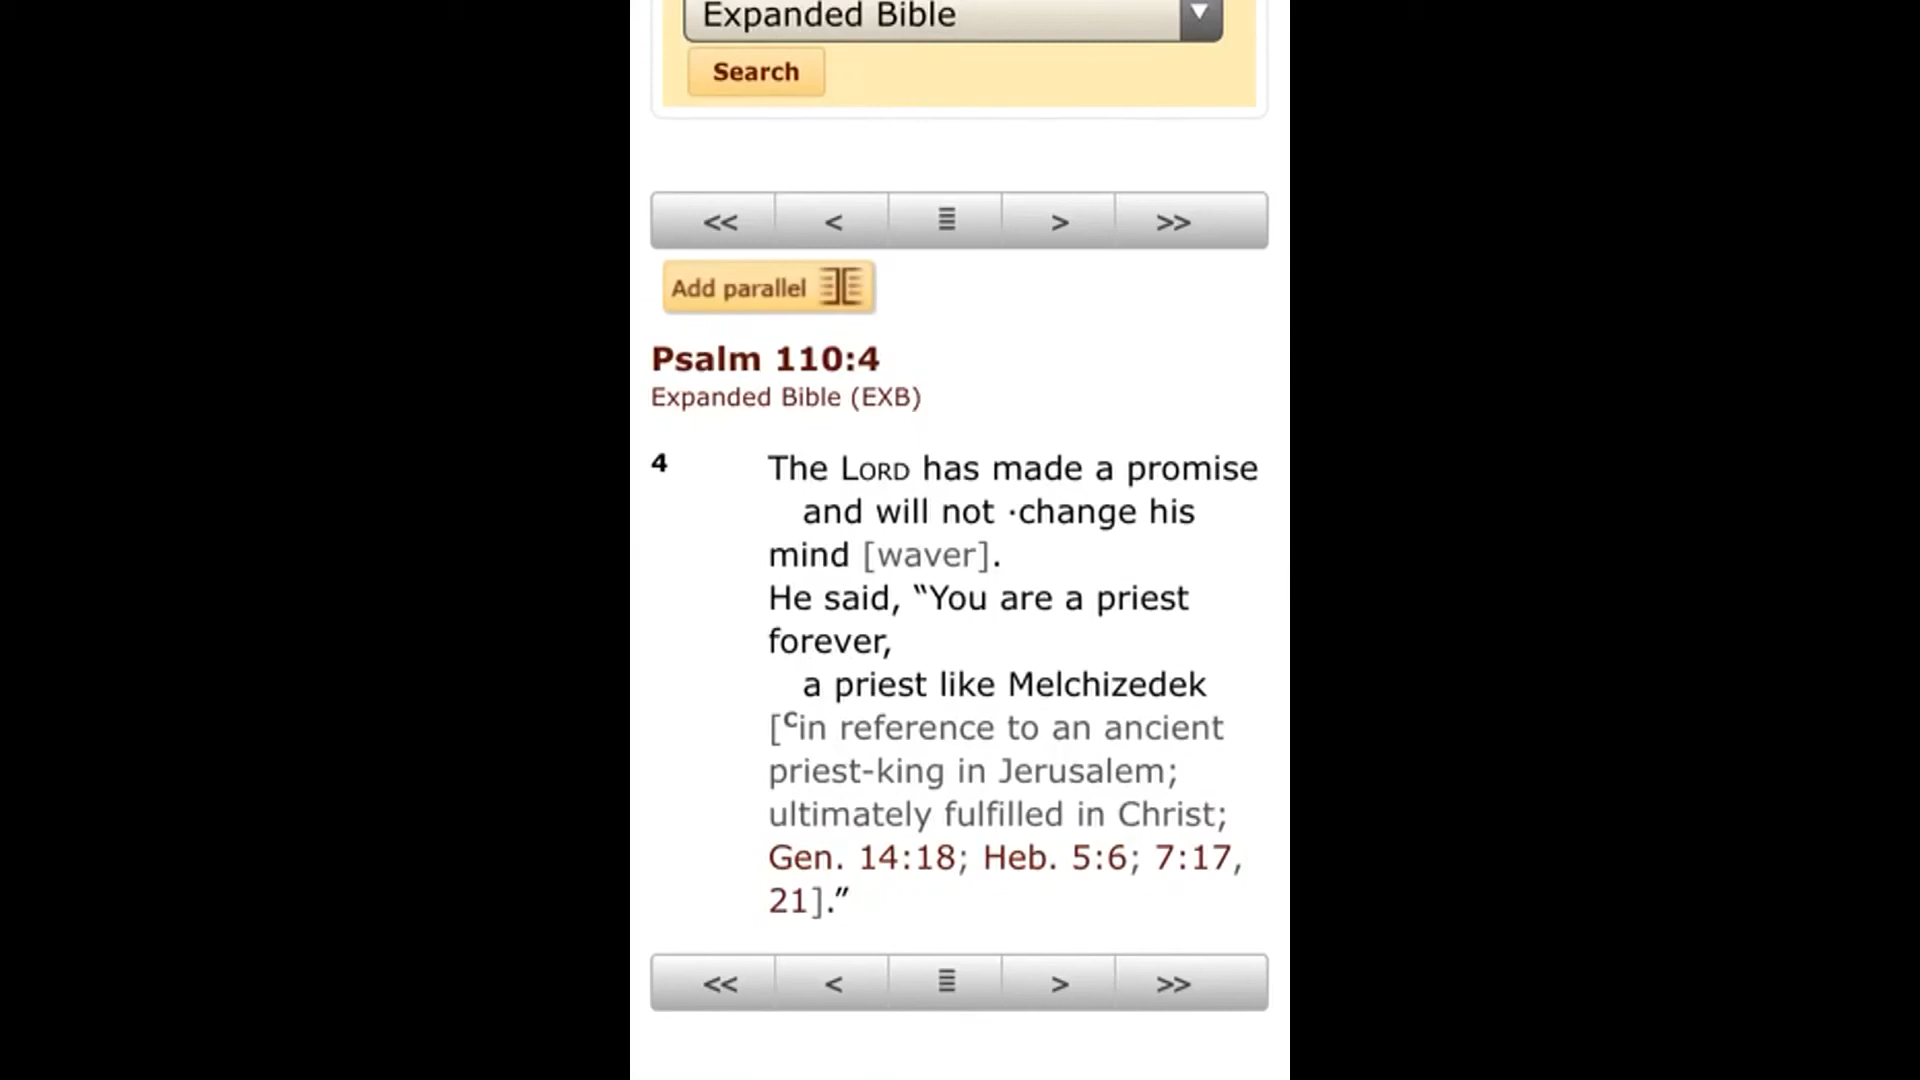 Expanded Bible
Search
<< < > >>
Add parallel
Psalm 110:4
Expanded Bible (EXB)
4 The LORD has made a promise
and will not ·change his
mind [waver].
He said, “You are a priest
forever,
a priest like Melchizedek
[cin reference to an ancient
priest-king in Jerusalem;
ultimately fulfilled in Christ;
Gen. 14:18; Heb. 5:6; 7:17,
21].”
<< < > >>